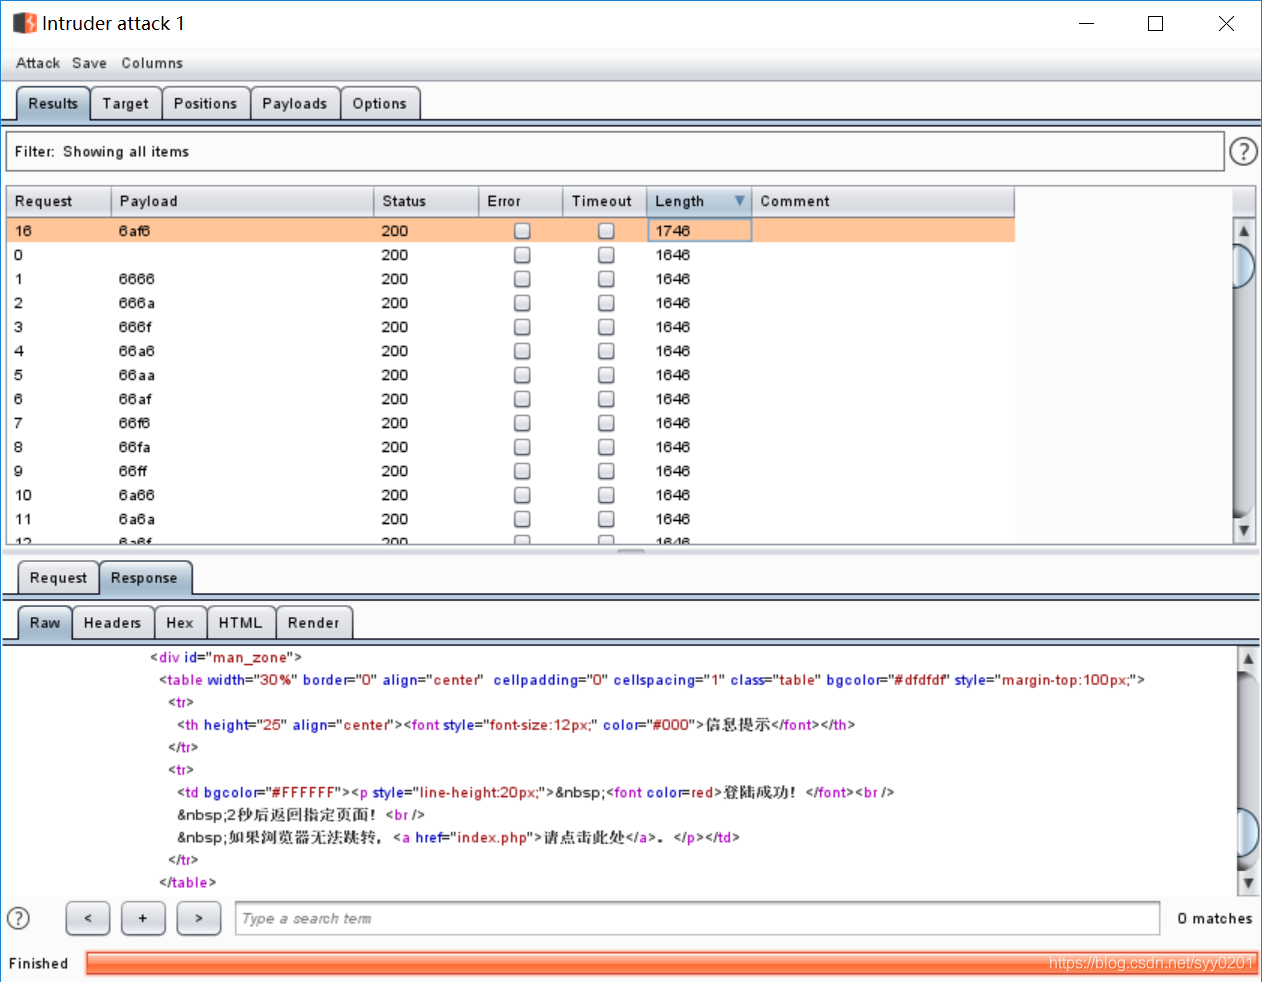 Intruder attack 1
Attack Save Columns
Results Target Positions Payloads Options
Filter: Showing all items
Request Payload Status Error Timeout Length Comment
16 6af6 200 1746
0 200 1646
1 6666 200 1646
2 666a 200 1646
3 666f 200 1646
4 66a6 200 1646
5 66aa 200 1646
6 66af 200 1646
7 66f6 200 1646
8 66fa 200 1646
9 66ff 200 1646
10 6a66 200 1646
11 6a6a 200 1646
12 6a6f 200 1646
Request Response
Raw Headers Hex HTML Render
<div id="man_zone">
<table width="30%" border="0" align="center"  cellpadding="0" cellspacing="1" class="table" bgcolor="#dfdfdf" style="margin-top:100px;">
<tr>
<th height="25" align="center"><font style="font-size:12px;" color="#000">信息提示</font></th>
</tr>
<tr>
<td bgcolor="#FFFFFF"><p style="line-height:20px;">&nbsp;<font color=red>登陆成功！</font><br />
&nbsp;2秒后返回指定页面！<br />
&nbsp;如果浏览器无法跳转，<a href="index.php">请点击此处</a>。</p></td>
</tr>
</table>
? < + > Type a search term 0 matches
Finished
https://blog.csdn.net/syy0201